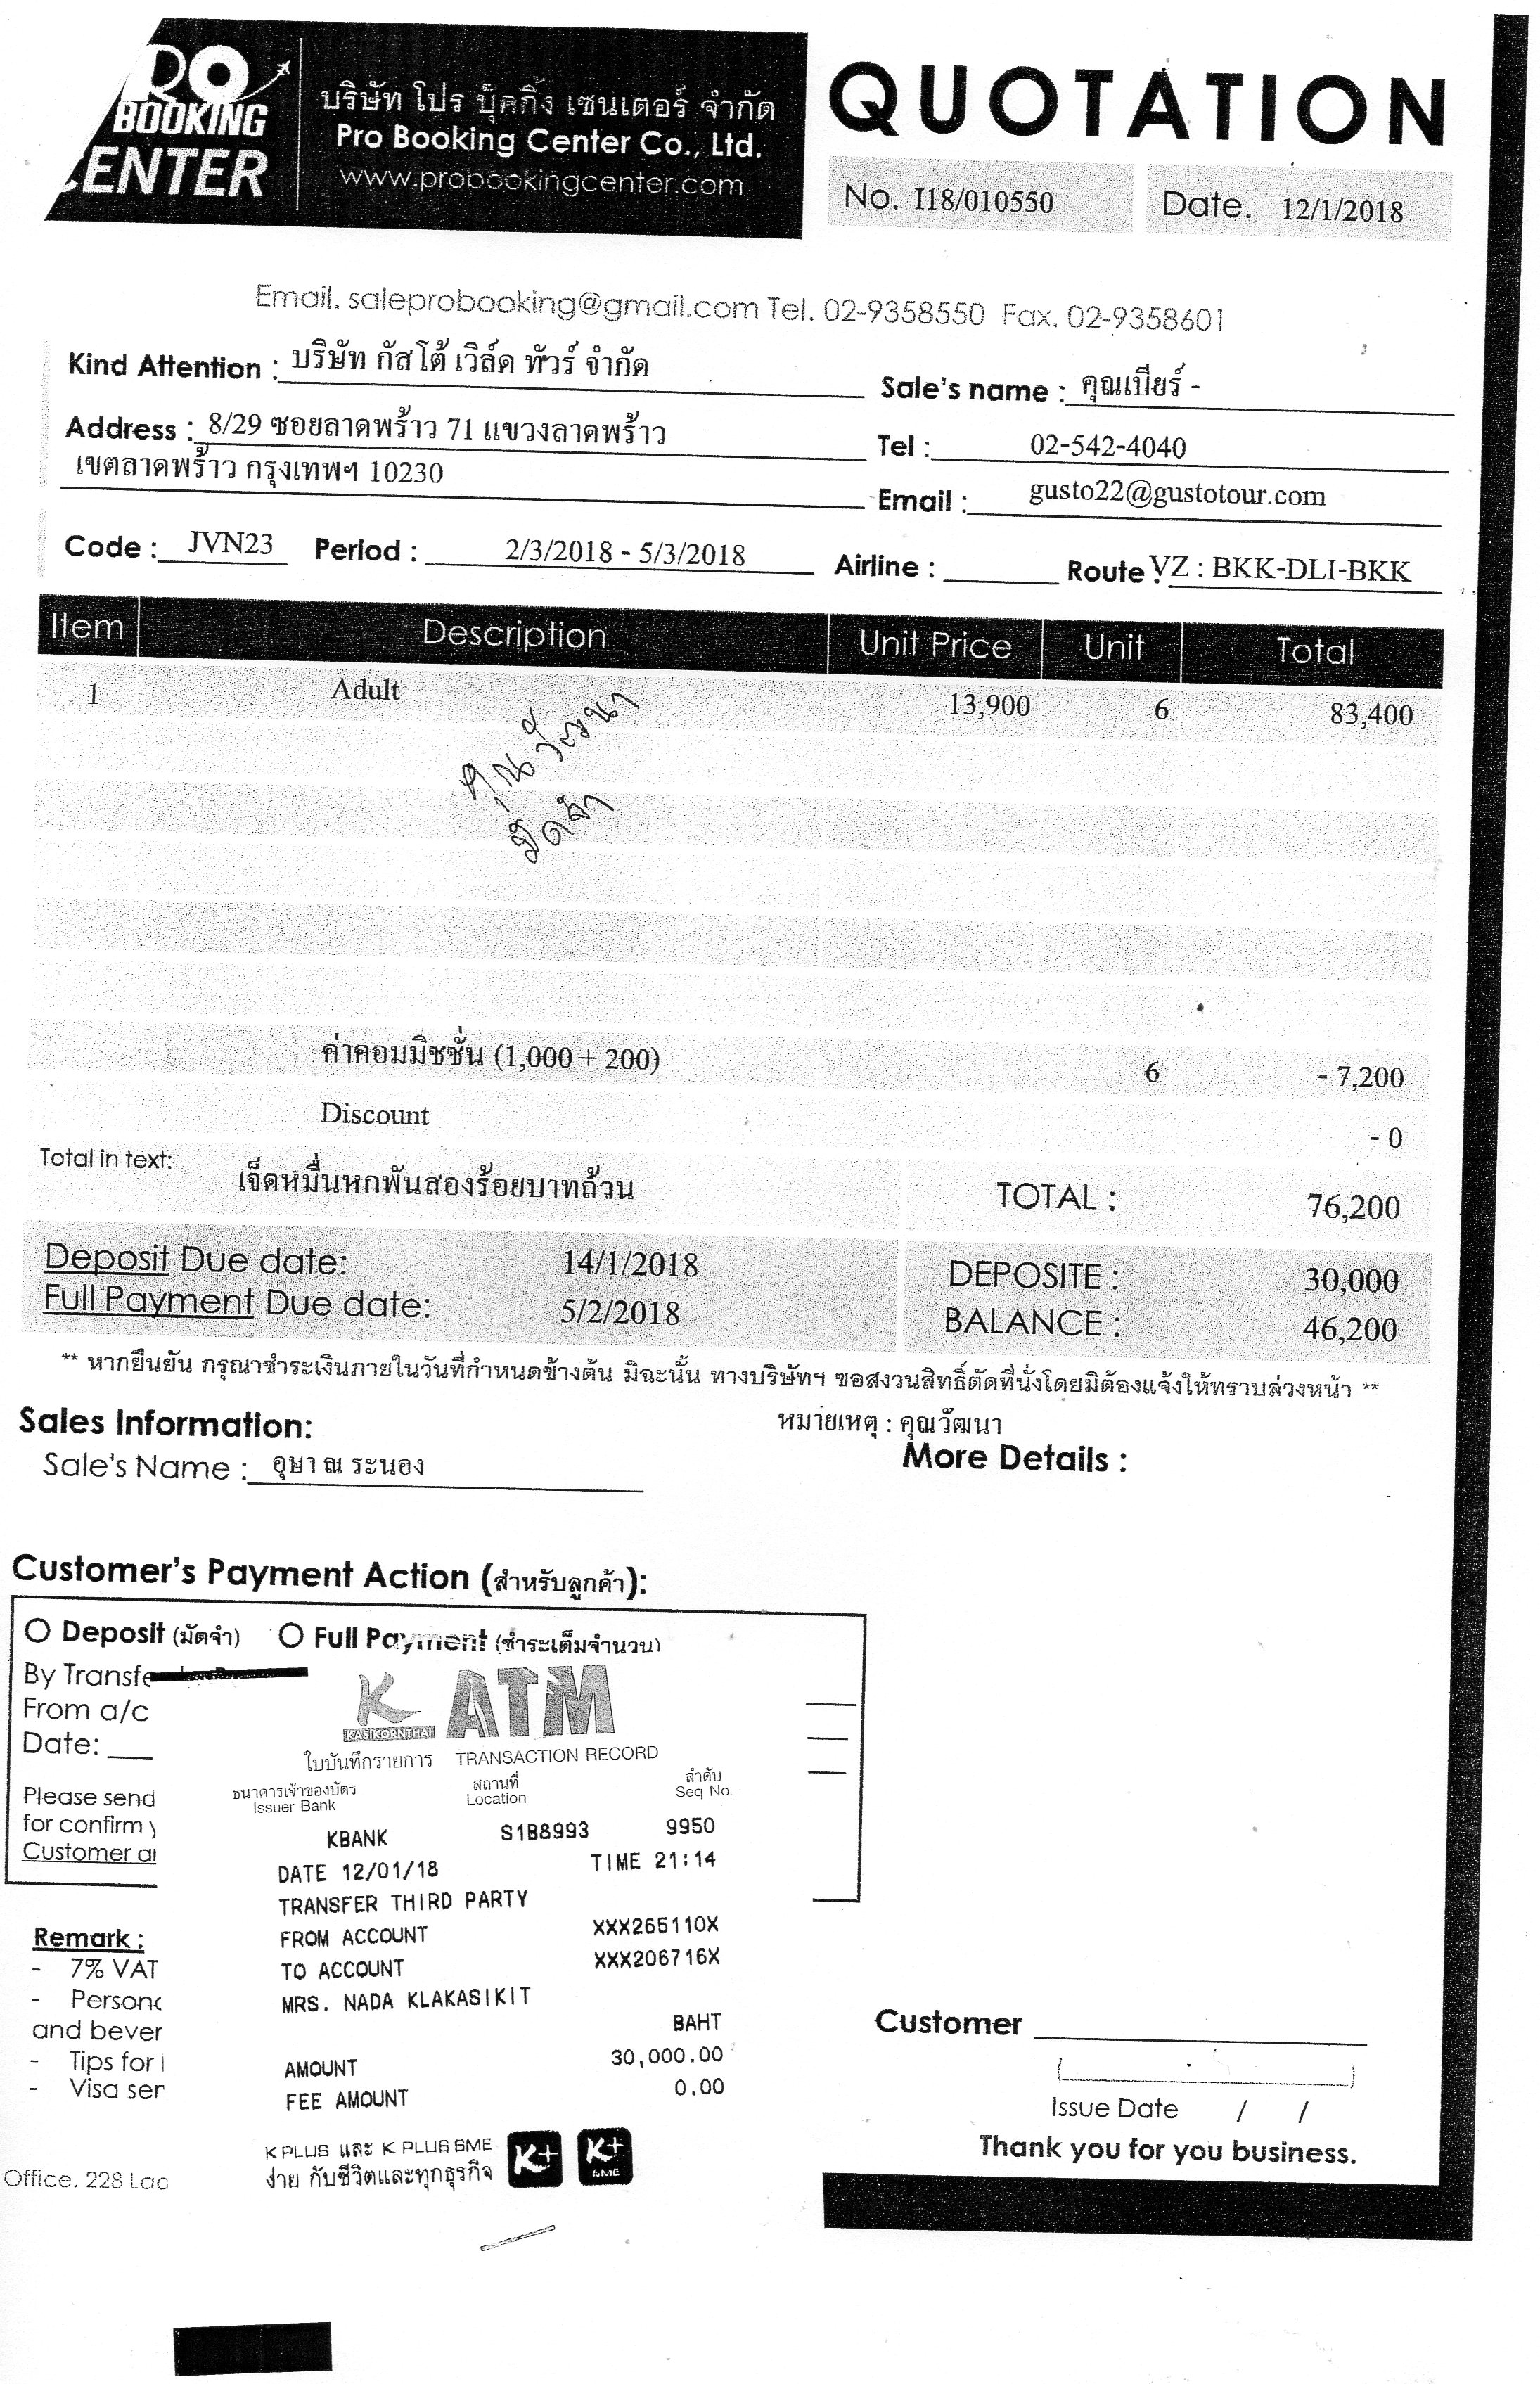 PRO
BOOKING
CENTER
บริษัท โปร บุ๊คกิ้ง เซนเตอร์ จำกัด
Pro Booking Center Co., Ltd.
www.probookingcenter.com
QUOTATION
No. I18/010550 Date. 12/1/2018
Email. saleprobooking@gmail.com Tel. 02-9358550 Fax. 02-9358601
Kind Attention : บริษัท กัสโต้ เวิล์ด ทัวร์ จำกัด Sale's name : คุณเบียร์ -
Address : 8/29 ซอยลาดพร้าว 71 แขวงลาดพร้าว Tel : 02-542-4040
เขตลาดพร้าว กรุงเทพฯ 10230 Email : gusto22@gustotour.com
Code : JVN23 Period : 2/3/2018 - 5/3/2018 Airline : Route : VZ : BKK-DLI-BKK
Item Description Unit Price Unit Total
1 Adult 13,900 6 83,400
คุณวัฒนา
มัดจำ
ค่าคอมมิชชั่น (1,000 + 200) 6 - 7,200
Discount - 0
Total in text: เจ็ดหมื่นหกพันสองร้อยบาทถ้วน TOTAL : 76,200
Deposit Due date: 14/1/2018 DEPOSITE : 30,000
Full Payment Due date: 5/2/2018 BALANCE : 46,200
** หากยืนยัน กรุณาชำระเงินภายในวันที่กำหนดข้างต้น มิฉะนั้น ทางบริษัทฯ ขอสงวนสิทธิ์ตัดที่นั่งโดยมิต้องแจ้งให้ทราบล่วงหน้า **
Sales Information: หมายเหตุ : คุณวัฒนา
Sale's Name : อุษา ณ ระนอง More Details :
Customer's Payment Action (สำหรับลูกค้า):
Deposit (มัดจำ) Full Payment (ชำระเต็มจำนวน)
By Transfe
From a/c
Date:
Please send
for confirm y
Customer a
K ATM
KASIKORNTHAI
ใบบันทึกรายการ TRANSACTION RECORD
ธนาคารเจ้าของบัตร สถานที่ ลำดับ
Issuer Bank Location Seq No.
KBANK S1B8993 9950
DATE 12/01/18 TIME 21:14
TRANSFER THIRD PARTY
FROM ACCOUNT XXX265110X
TO ACCOUNT XXX206716X
MRS. NADA KLAKASIKIT
BAHT
AMOUNT 30,000.00
FEE AMOUNT 0.00
K PLUS และ K PLUS SME
ง่าย กับชีวิตและทุกธุรกิจ
K+ K+ SME
Remark :
- 7% VAT
- Person
and bever
- Tips for
- Visa ser
Office. 228 Lad
Customer
Issue Date / /
Thank you for you business.